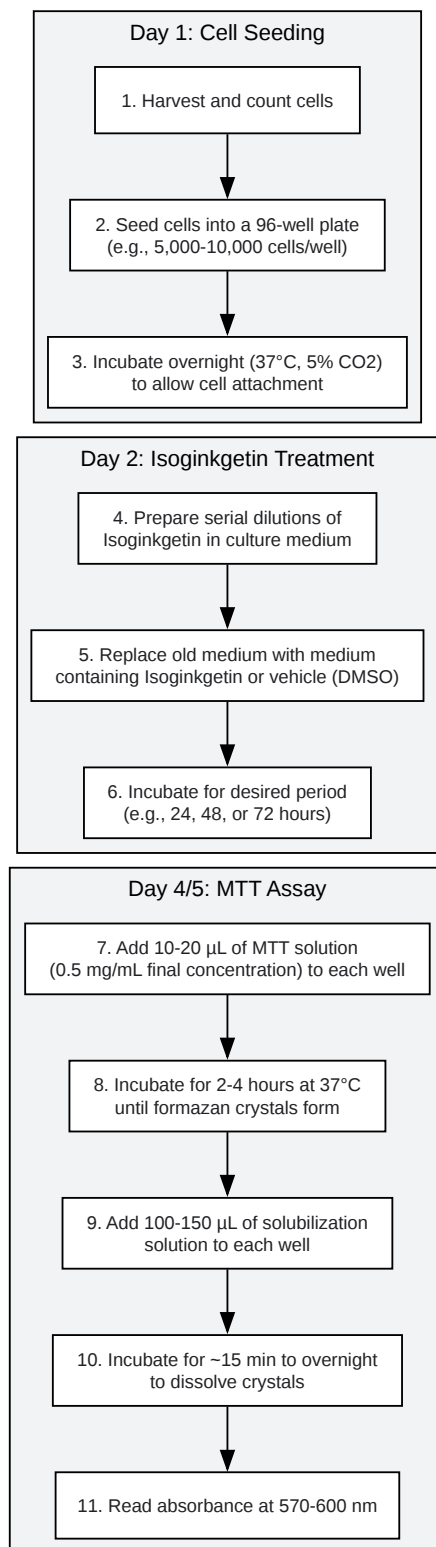 Day 1: Cell Seeding
1. Harvest and count cells
2. Seed cells into a 96-well plate
(e.g., 5,000-10,000 cells/well)
3. Incubate overnight (37°C, 5% CO2)
to allow cell attachment
Day 2: Isoginkgetin Treatment
4. Prepare serial dilutions of
Isoginkgetin in culture medium
5. Replace old medium with medium
containing Isoginkgetin or vehicle (DMSO)
6. Incubate for desired period
(e.g., 24, 48, or 72 hours)
Day 4/5: MTT Assay
7. Add 10-20 µL of MTT solution
(0.5 mg/mL final concentration) to each well
8. Incubate for 2-4 hours at 37°C
until formazan crystals form
9. Add 100-150 µL of solubilization
solution to each well
10. Incubate for ~15 min to overnight
to dissolve crystals
11. Read absorbance at 570-600 nm